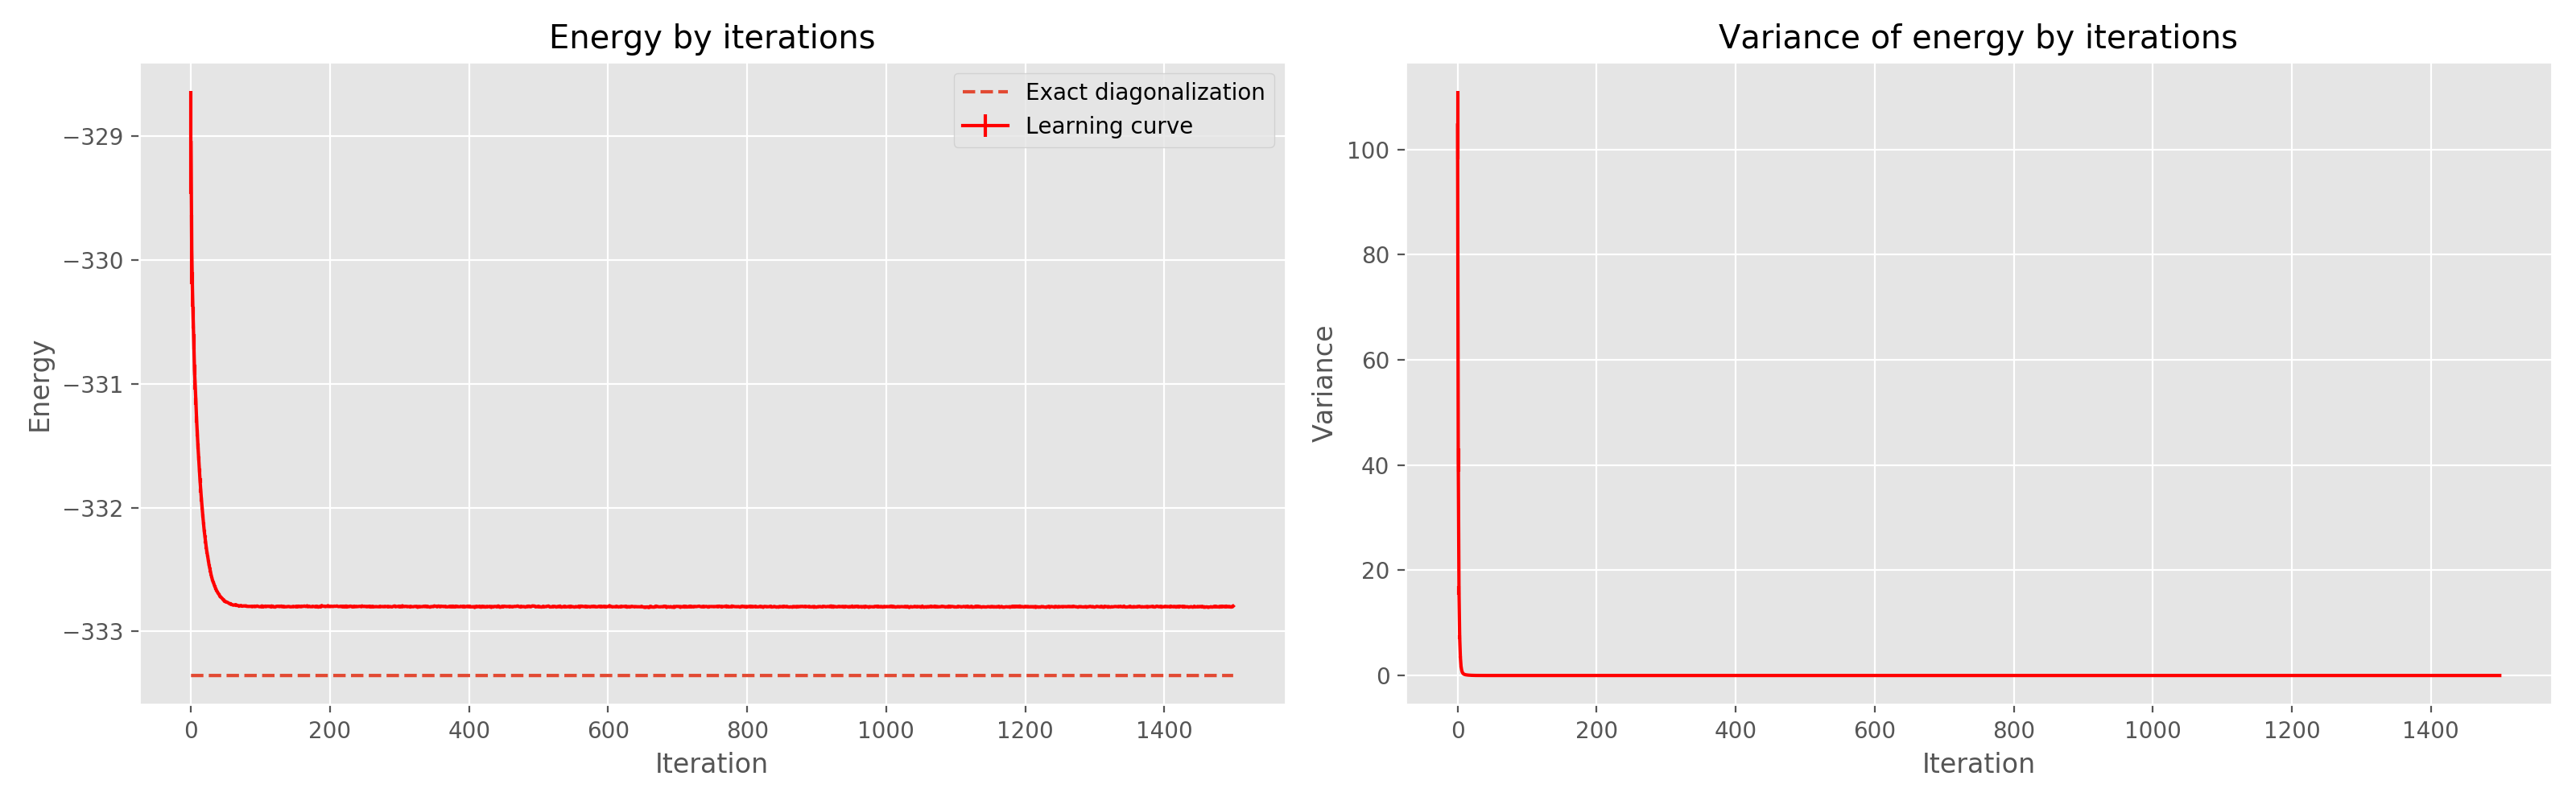 Energy by iterations
Exact diagonalization
Learning curve
Energy
−329
−330
−331
−332
−333
0 200 400 600 800 1000 1200 1400
Iteration
Variance of energy by iterations
Variance
100
80
60
40
20
0
0 200 400 600 800 1000 1200 1400
Iteration